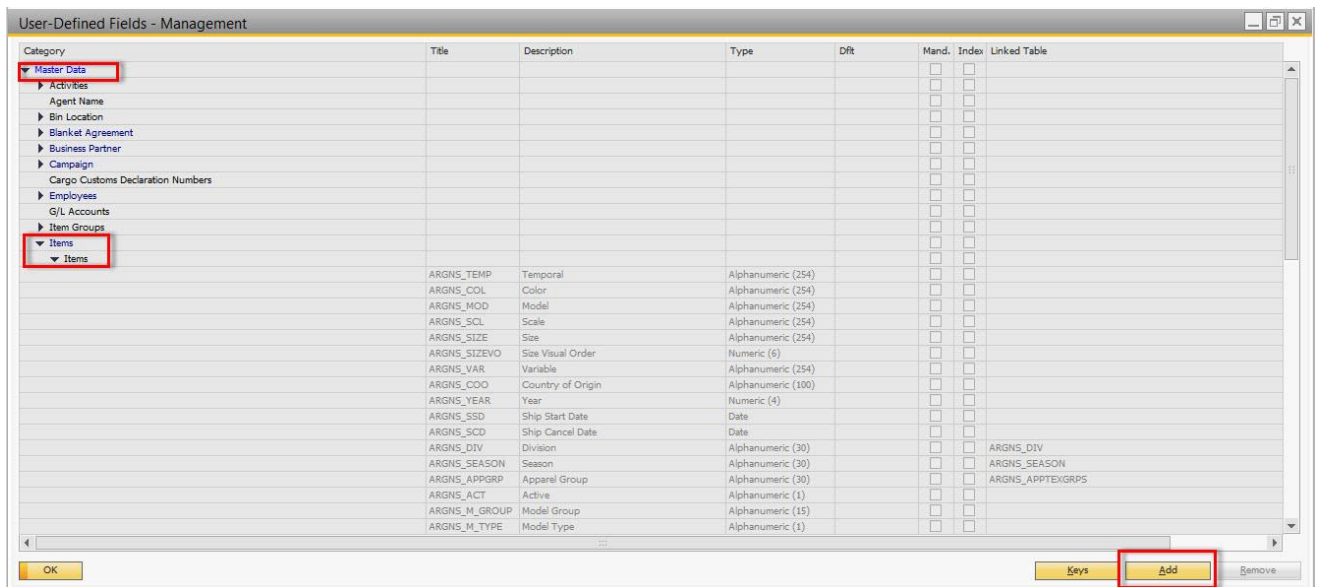 User-Defined Fields - Management
Category Title Description Type Dflt Mand. Index Linked Table
Master Data
Activities
Agent Name
Bin Location
Blanket Agreement
Business Partner
Campaign
Cargo Customs Declaration Numbers
Employees
G/L Accounts
Item Groups
Items
Items
ARGNS_TEMP Temporal Alphanumeric (254)
ARGNS_COL Color Alphanumeric (254)
ARGNS_MOD Model Alphanumeric (254)
ARGNS_SCL Scale Alphanumeric (254)
ARGNS_SIZE Size Alphanumeric (254)
ARGNS_SIZEVO Size Visual Order Numeric (6)
ARGNS_VAR Variable Alphanumeric (254)
ARGNS_COO Country of Origin Alphanumeric (100)
ARGNS_YEAR Year Numeric (4)
ARGNS_SSD Ship Start Date Date
ARGNS_SCD Ship Cancel Date Date
ARGNS_DIV Division Alphanumeric (30) ARGNS_DIV
ARGNS_SEASON Season Alphanumeric (30) ARGNS_SEASON
ARGNS_APPGRP Apparel Group Alphanumeric (30) ARGNS_APPTEXGRPS
ARGNS_ACT Active Alphanumeric (1)
ARGNS_M_GROUP Model Group Alphanumeric (15)
ARGNS_M_TYPE Model Type Alphanumeric (1)
OK Keys Add Remove